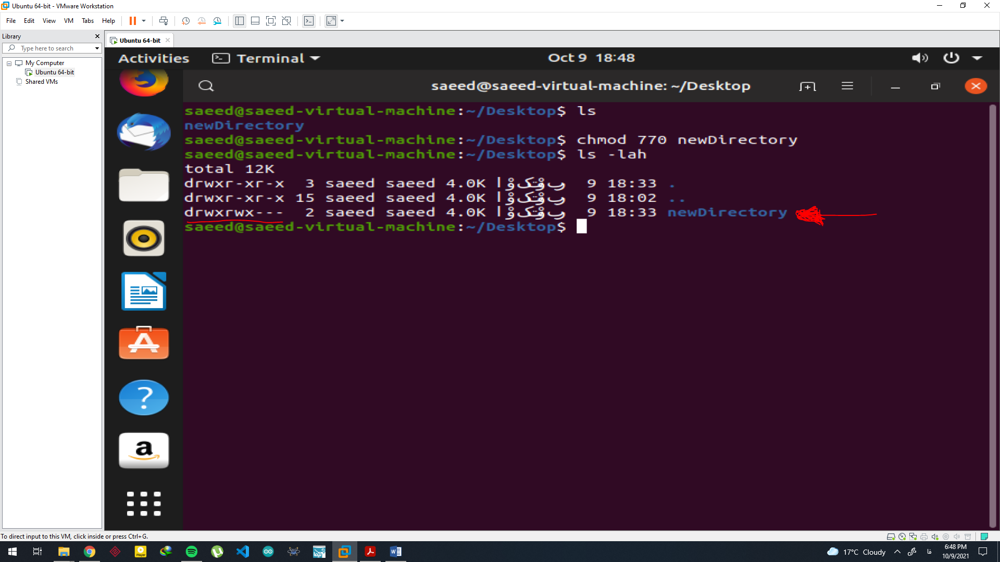 Ubuntu 64-bit - VMware Workstation
File Edit View VM Tabs Help
Library
Type here to search
My Computer
Ubuntu 64-bit
Shared VMs
Ubuntu 64-bit
Activities Terminal Oct 9 18:48
saeed@saeed-virtual-machine: ~/Desktop
saeed@saeed-virtual-machine:~/Desktop$ ls
newDirectory
saeed@saeed-virtual-machine:~/Desktop$ chmod 770 newDirectory
saeed@saeed-virtual-machine:~/Desktop$ ls -lah
total 12K
drwxr-xr-x 3 saeed saeed 4.0K 9 18:33 .
drwxr-xr-x 15 saeed saeed 4.0K 9 18:02 ..
drwxrwx--- 2 saeed saeed 4.0K 9 18:33 newDirectory
saeed@saeed-virtual-machine:~/Desktop$
To direct input to this VM, click inside or press Ctrl+G.
Player
17°C Cloudy
فا
6:48 PM
10/9/2021